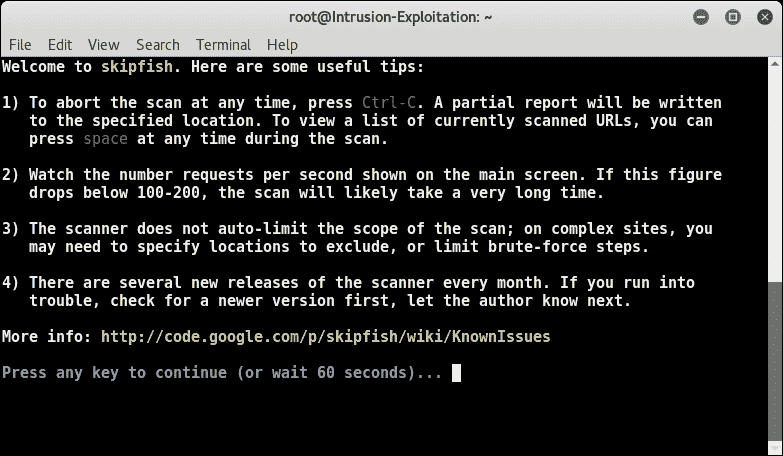 root@Intrusion-Exploitation: ~
File Edit View Search Terminal Help
Welcome to skipfish. Here are some useful tips:
1) To abort the scan at any time, press Ctrl-C. A partial report will be written
to the specified location. To view a list of currently scanned URLs, you can
press space at any time during the scan.
2) Watch the number requests per second shown on the main screen. If this figure
drops below 100-200, the scan will likely take a very long time.
3) The scanner does not auto-limit the scope of the scan; on complex sites, you
may need to specify locations to exclude, or limit brute-force steps.
4) There are several new releases of the scanner every month. If you run into
trouble, check for a newer version first, let the author know next.
More info: http://code.google.com/p/skipfish/wiki/KnownIssues
Press any key to continue (or wait 60 seconds)...